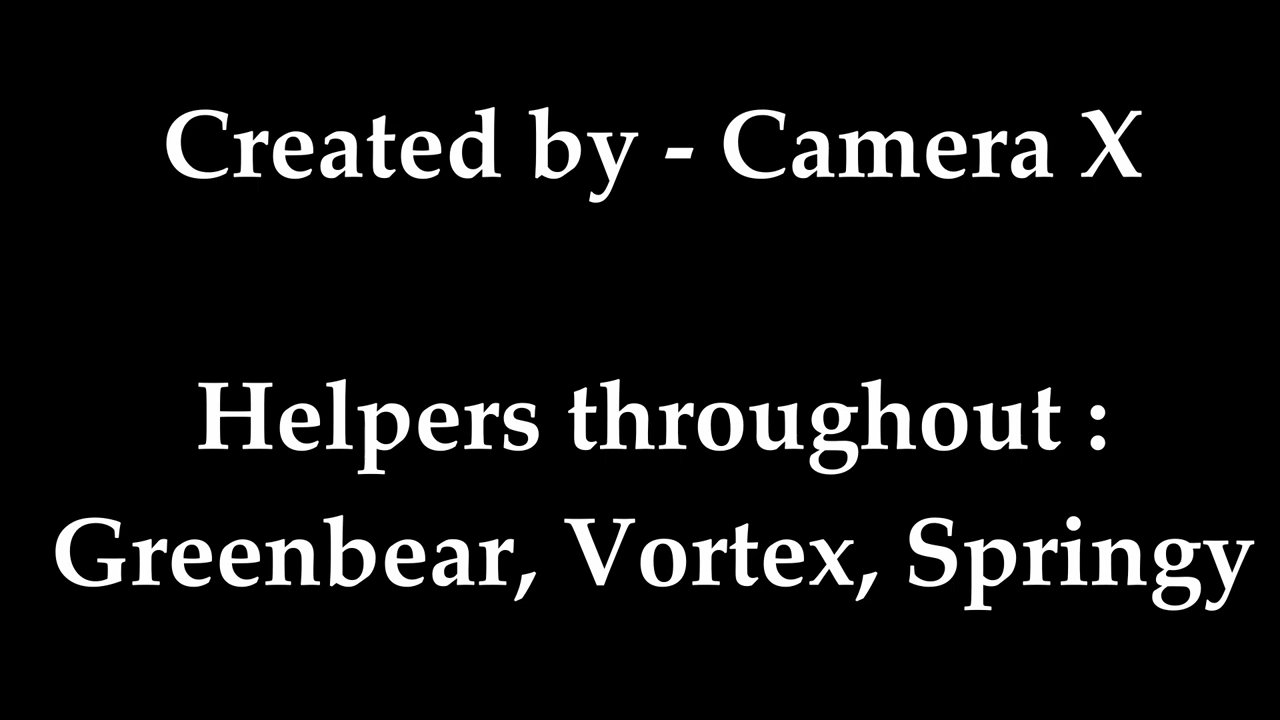 Created by - Camera X
Helpers throughout :
Greenbear, Vortex, Springy